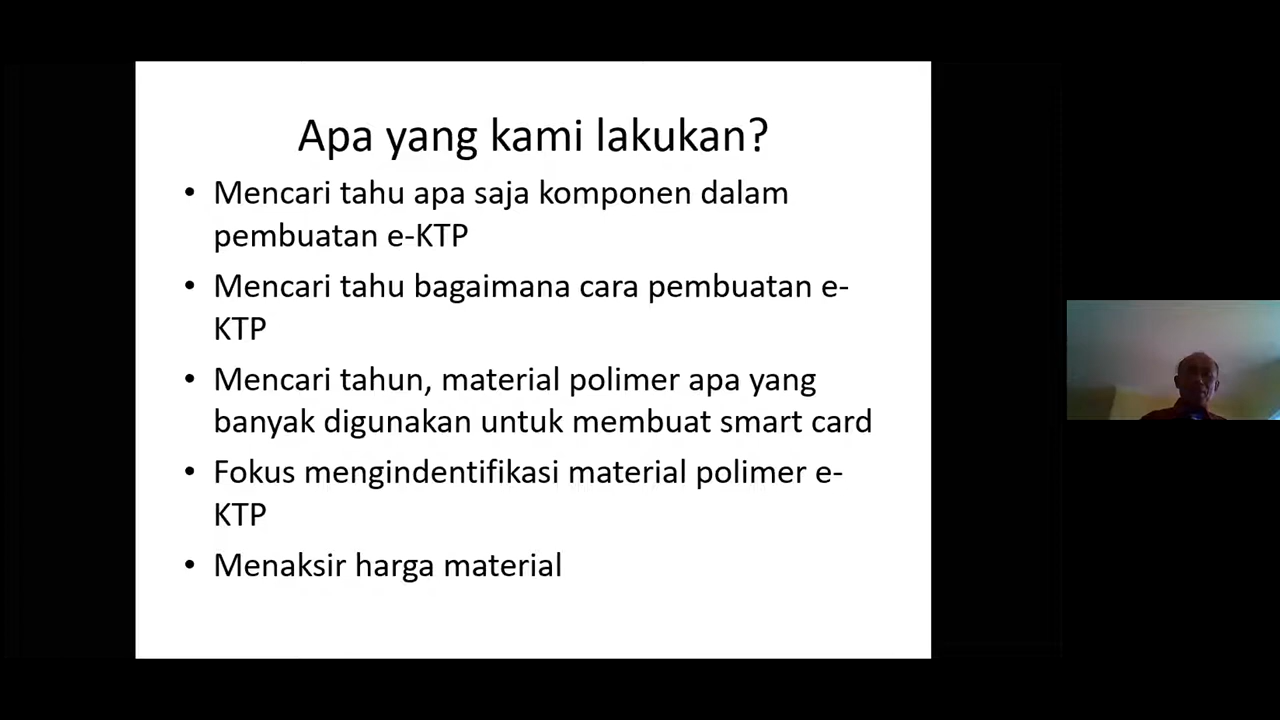 Apa yang kami lakukan?
• Mencari tahu apa saja komponen dalam
pembuatan e-KTP
• Mencari tahu bagaimana cara pembuatan e-
KTP
• Mencari tahun, material polimer apa yang
banyak digunakan untuk membuat smart card
• Fokus mengindentifikasi material polimer e-
KTP
• Menaksir harga material